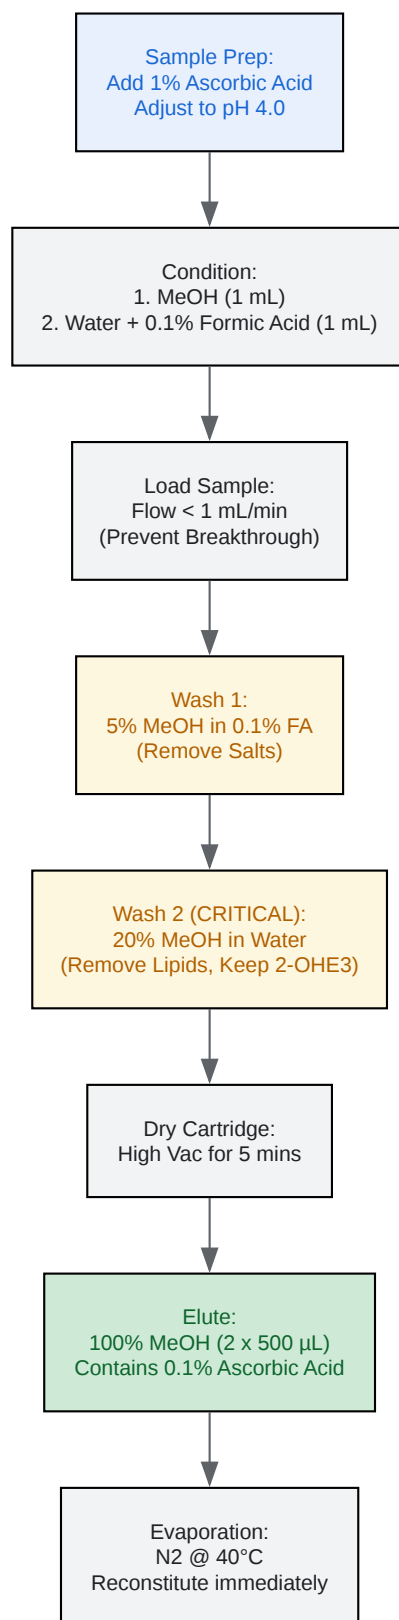 Sample Prep:
Add 1% Ascorbic Acid
Adjust to pH 4.0
Condition:
1. MeOH (1 mL)
2. Water + 0.1% Formic Acid (1 mL)
Load Sample:
Flow < 1 mL/min
(Prevent Breakthrough)
Wash 1:
5% MeOH in 0.1% FA
(Remove Salts)
Wash 2 (CRITICAL):
20% MeOH in Water
(Remove Lipids, Keep 2-OHE3)
Dry Cartridge:
High Vac for 5 mins
Elute:
100% MeOH (2 x 500 µL)
Contains 0.1% Ascorbic Acid
Evaporation:
N2 @ 40°C
Reconstitute immediately